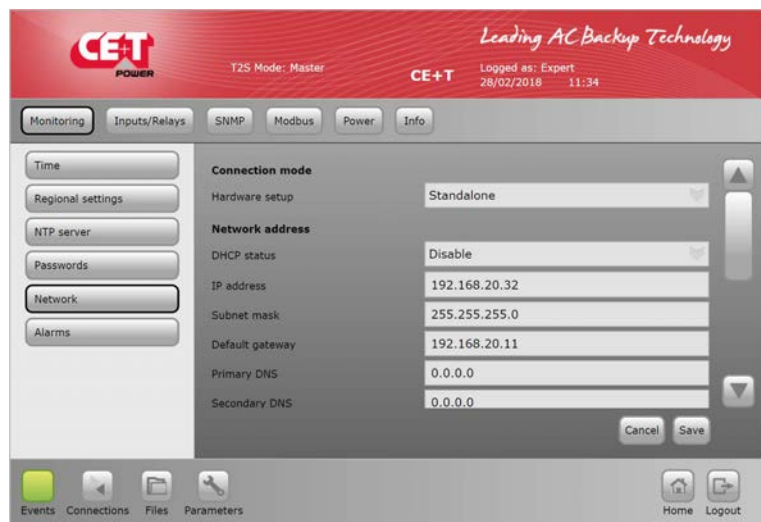 CE+T
POWER
Leading AC Backup Technology
T2S Mode: Master
CE+T
Logged as: Expert
28/02/2018 11:34
Monitoring Inputs/Relays SNMP Modbus Power Info
Time
Regional settings
NTP server
Passwords
Network
Alarms
Connection mode
Hardware setup Standalone
Network address
DHCP status Disable
IP address 192.168.20.32
Subnet mask 255.255.255.0
Default gateway 192.168.20.11
Primary DNS 0.0.0.0
Secondary DNS 0.0.0.0
Cancel Save
Events Connections Files Parameters Home Logout